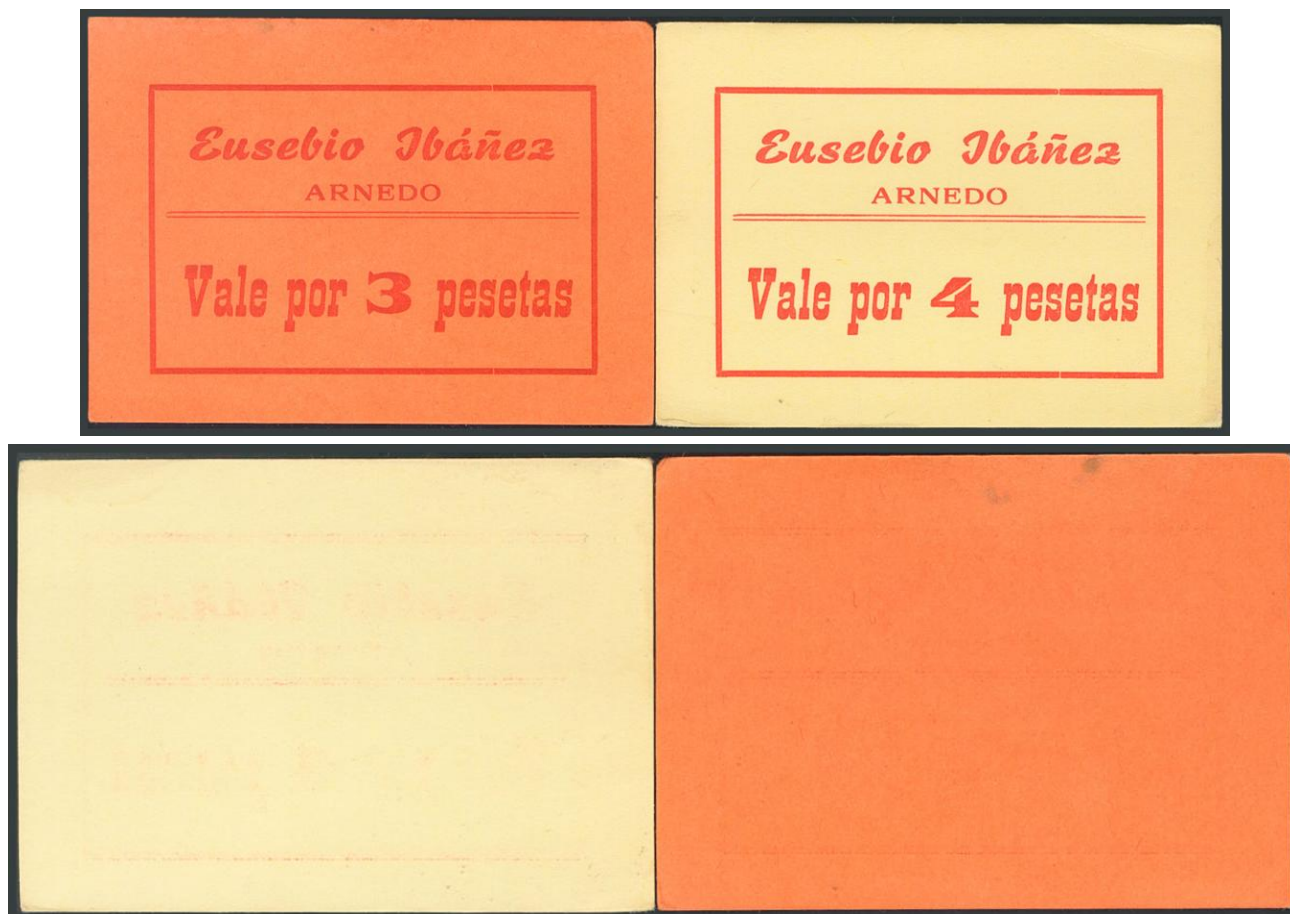 Eusebio Ibáñez
ARNEDO
Vale por 3 pesetas
Eusebio Ibáñez
ARNEDO
Vale por 4 pesetas